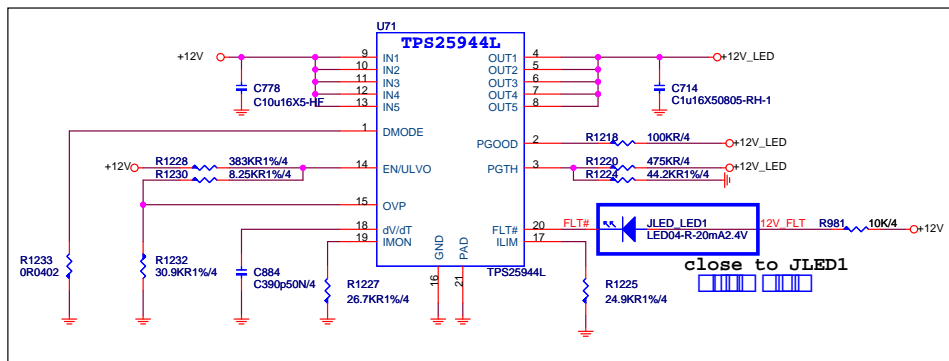 U71
TPS25944L
+12V 9 IN1 OUT1 4 +12V_LED
10 IN2 OUT2 5
11 IN3 OUT3 6
12 IN4 OUT4 7
13 IN5 OUT5 8
C778
C10u16X5-HF
C714
C1u16X50805-RH-1
1 DMODE
PGOOD 2 R1218 100KR/4 +12V_LED
+12V R1228 383KR1%/4 14 EN/ULVO PGTH 3 R1220 475KR/4 +12V_LED
R1230 8.25KR1%/4
R1224 44.2KR1%/4
15 OVP
18 dV/dT FLT# 20 FLT# JLED_LED1 12V_FLT R981 10K/4 +12V
LED04-R-20mA2.4V
19 IMON ILIM 17
GND PAD
16 21
TPS25944L
close to JLED1
R1233
0R0402
R1232
30.9KR1%/4
C884
C390p50N/4
R1227
26.7KR1%/4
R1225
24.9KR1%/4